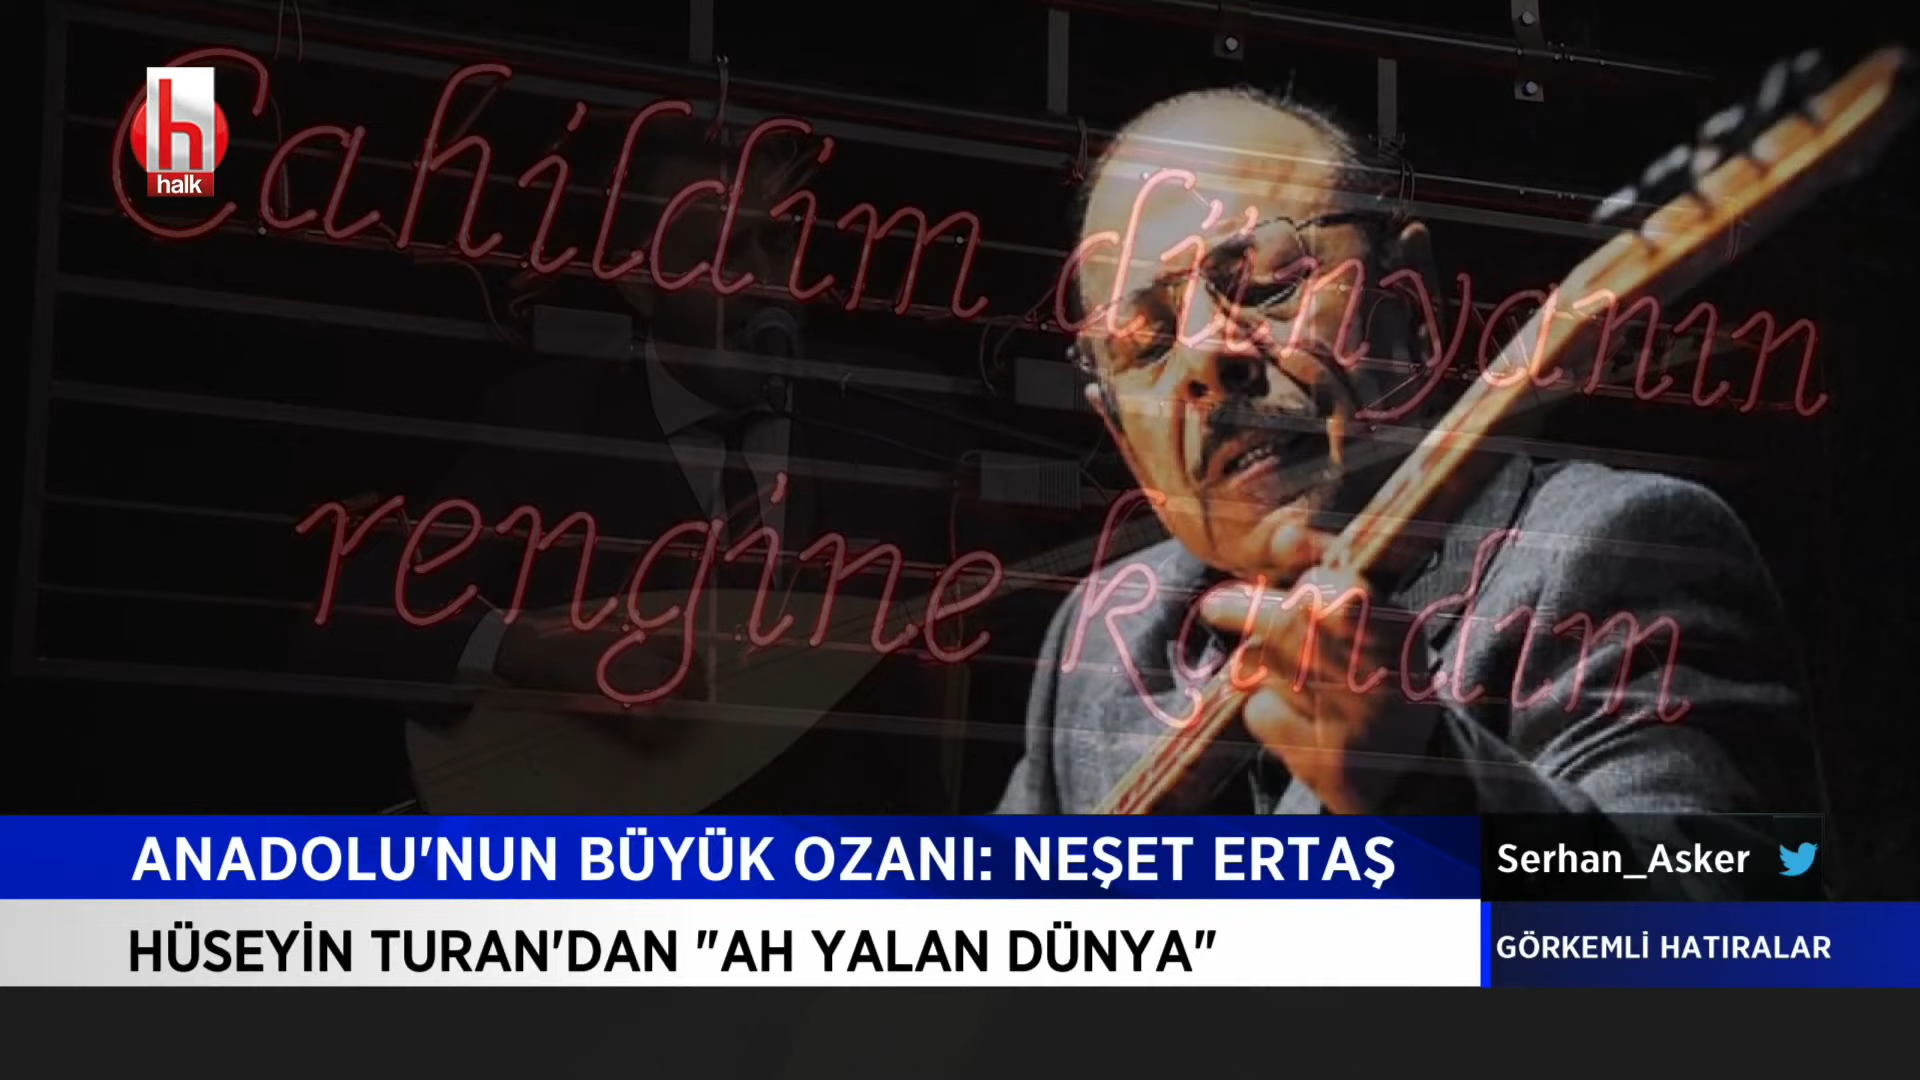 h
halk
Cahildim dünyanın
rengine kandım
ANADOLU'NUN BÜYÜK OZANI: NEŞET ERTAŞ
Serhan_Asker
HÜSEYİN TURAN'DAN "AH YALAN DÜNYA"
GÖRKEMLİ HATIRALAR